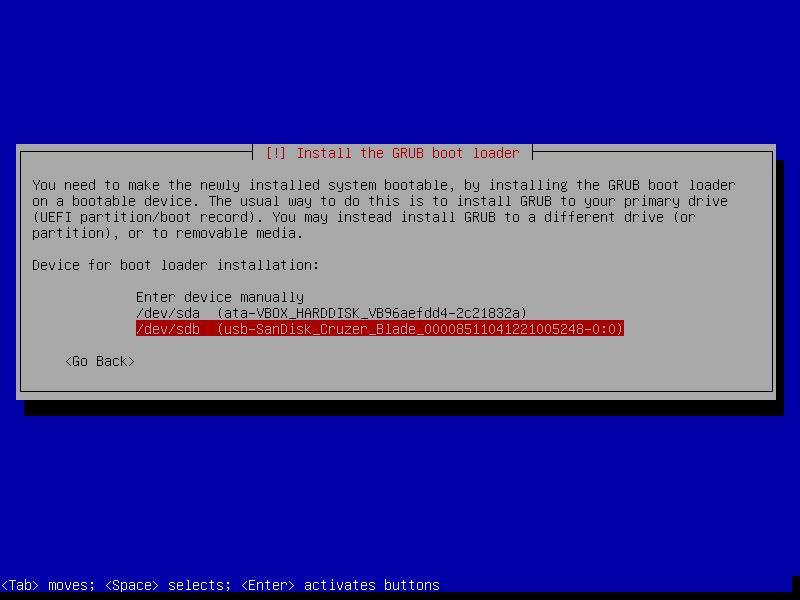 [!] Install the GRUB boot loader
You need to make the newly installed system bootable, by installing the GRUB boot loader
on a bootable device. The usual way to do this is to install GRUB to your primary drive
(UEFI partition/boot record). You may instead install GRUB to a different drive (or
partition), or to removable media.
Device for boot loader installation:
Enter device manually
/dev/sda (ata-VBOX_HARDDISK_VB96aefdd4-2c21832a)
/dev/sdb (usb-SanDisk_Cruzer_Blade_00008511041221005248-0:0)
<Go Back>
<Tab> moves; <Space> selects; <Enter> activates buttons